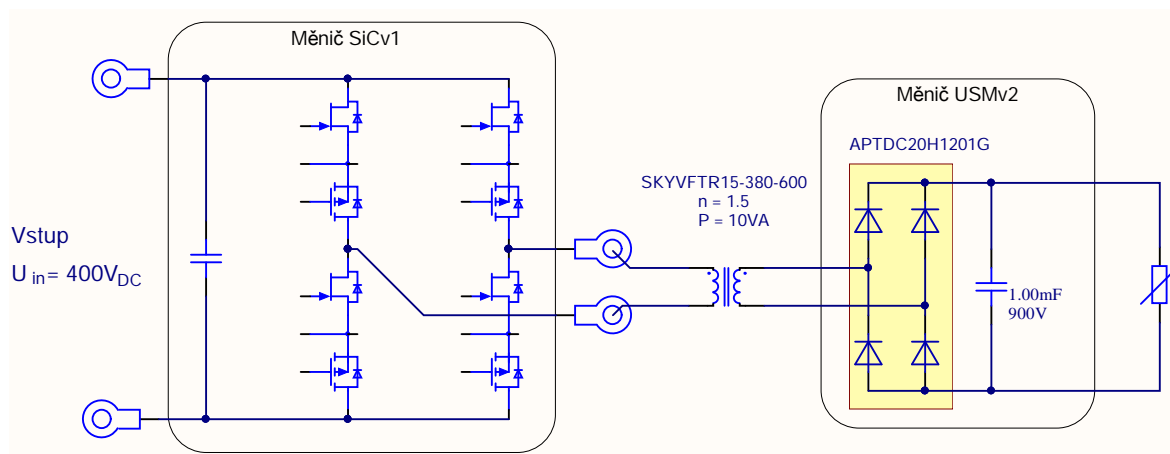 Měnič SiCv1
Vstup
U in= 400VDC
SKYVFTR15-380-600
n = 1.5
P = 10VA
Měnič USMv2
APTDC20H1201G
1.00mF
900V